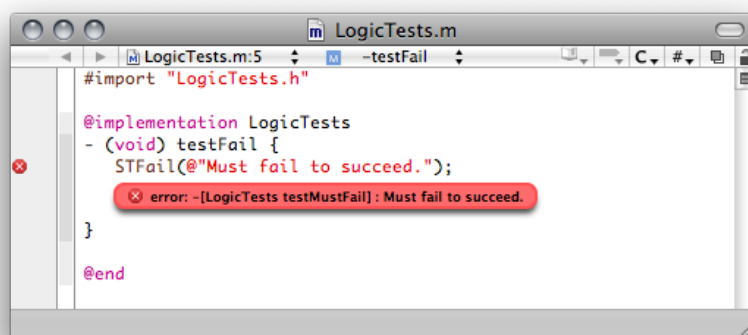 m LogicTests.m
m LogicTests.m:5 M -testFail C #
#import "LogicTests.h"
@implementation LogicTests
- (void) testFail {
STFail(@"Must fail to succeed.");
error: -[LogicTests testMustFail] : Must fail to succeed.
}
@end